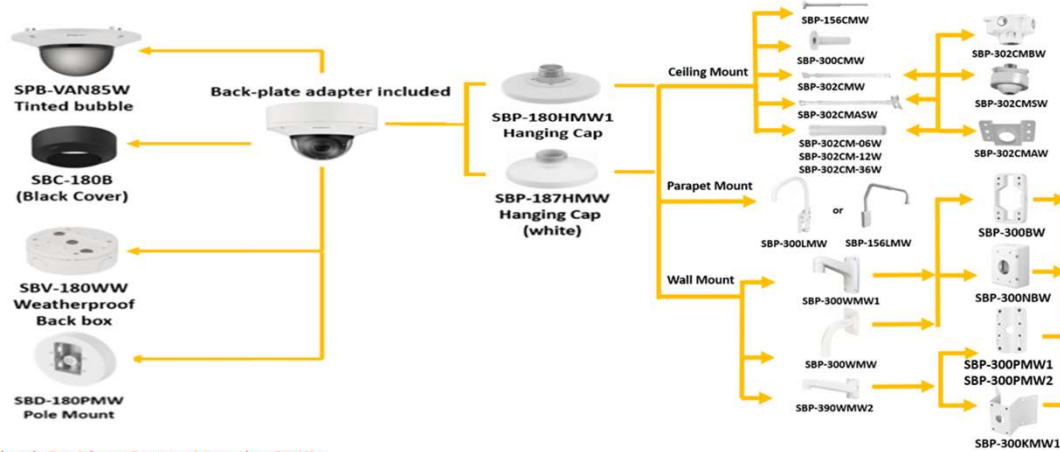 SPB-VAN85W
Tinted bubble
SBC-180B
(Black Cover)
SBV-180WW
Weatherproof
Back box
SBD-180PMW
Pole Mount
Back-plate adapter included
SBP-180HMW1
Hanging Cap
SBP-187HMW
Hanging Cap
(white)
Ceiling Mount
SBP-156CMW
SBP-300CMW
SBP-302CMW
SBP-302CMASW
SBP-302CM-06W
SBP-302CM-12W
SBP-302CM-36W
SBP-302CMBW
SBP-302CMSW
SBP-302CMAW
Parapet Mount
or
SBP-300LMW
SBP-156LMW
Wall Mount
SBP-300WMW1
SBP-300WMW
SBP-390WMW2
SBP-300BW
SBP-300NBW
SBP-300PMW1
SBP-300PMW2
SBP-300KMW1